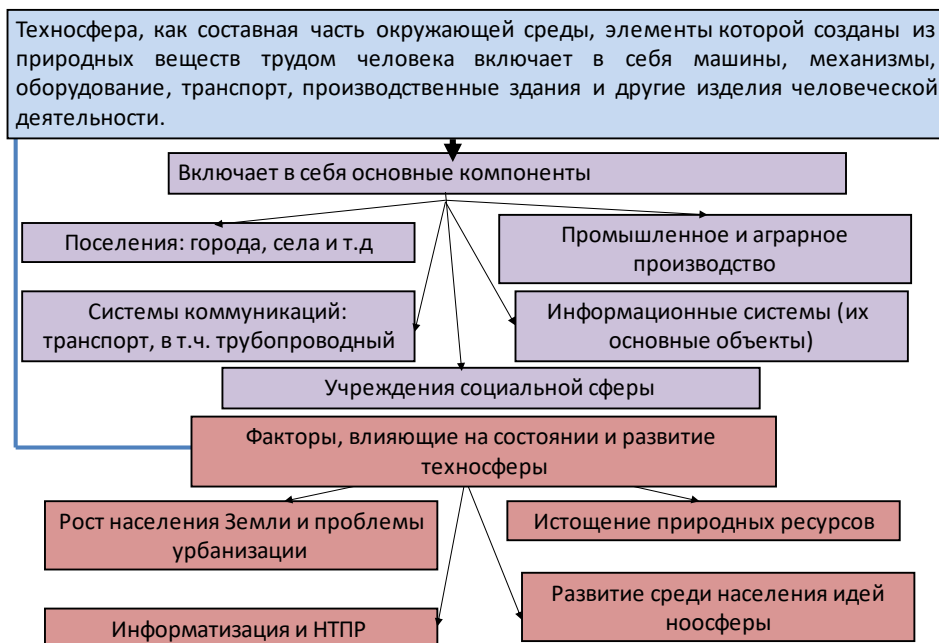 Техносфера, как составная часть окружающей среды, элементы которой созданы из
природных веществ трудом человека включает в себя машины, механизмы,
оборудование, транспорт, производственные здания и другие изделия человеческой
деятельности.
Включает в себя основные компоненты
Поселения: города, села и т.д
Промышленное и аграрное
производство
Системы коммуникаций:
транспорт, в т.ч. трубопроводный
Информационные системы (их
основные объекты)
Учреждения социальной сферы
Факторы, влияющие на состоянии и развитие
техносферы
Рост населения Земли и проблемы
урбанизации
Истощение природных ресурсов
Информатизация и НТПР
Развитие среди населения идей
ноосферы